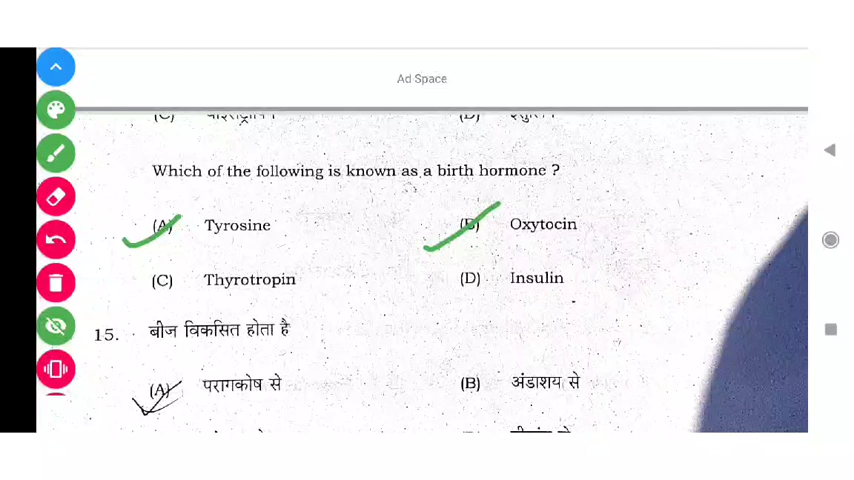 Ad Space
Which of the following is known as a birth hormone ?
(A) Tyrosine (B) Oxytocin
(C) Thyrotropin (D) Insulin
15. बीज विकसित होता है
(A) परागकोष से (B) अंडाशय से